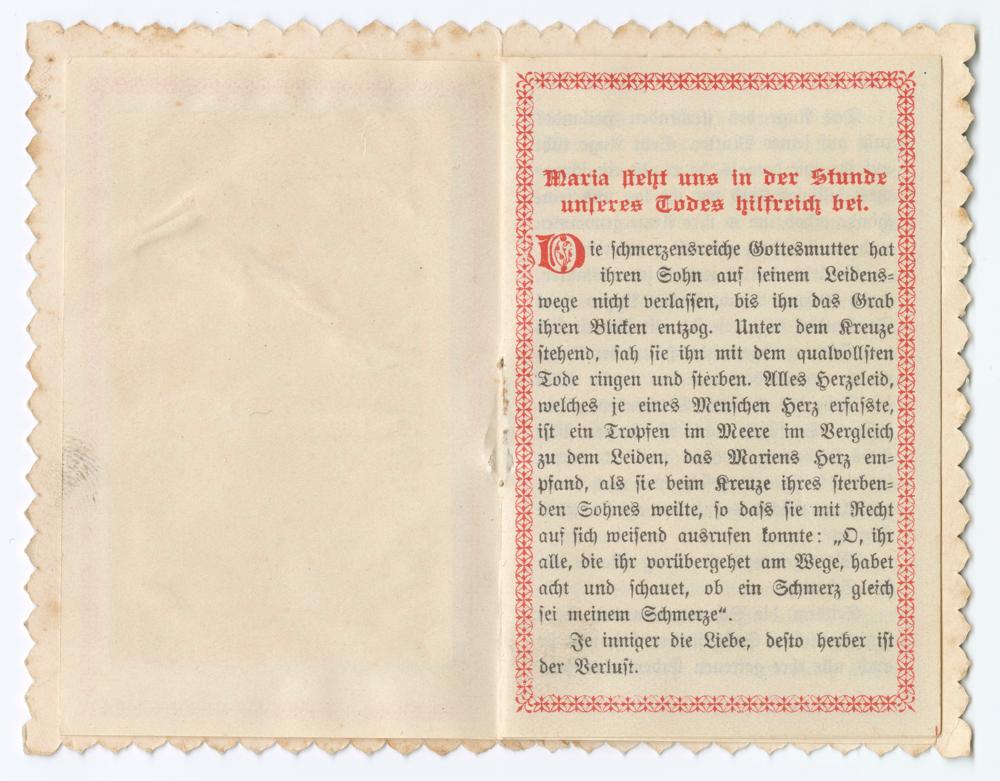 Maria steht uns in der Stunde
unseres Todes hilfreich bei.
Die schmerzensreiche Gottesmutter hat
ihren Sohn auf seinem Leidens=
wege nicht verlassen, bis ihn das Grab
ihren Blicken entzog. Unter dem Kreuze
stehend, sah sie ihn mit dem qualvollsten
Tode ringen und sterben. Alles Herzeleid,
welches je eines Menschen Herz erfaßte,
ist ein Tropfen im Meere im Vergleich
zu dem Leiden, das Mariens Herz em=
pfand, als sie beim Kreuze ihres sterben=
den Sohnes weilte, so daß sie mit Recht
auf sich weisend ausrufen konnte: „O, ihr
alle, die ihr vorübergehet am Wege, habet
acht und schauet, ob ein Schmerz gleich
sei meinem Schmerze“.
Je inniger die Liebe, desto herber ist
der Verlust.